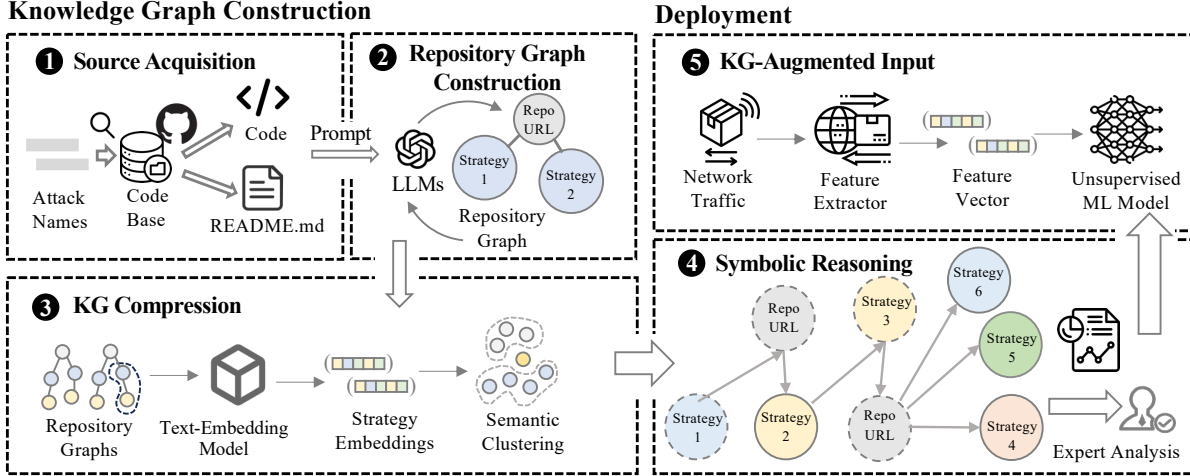 Knowledge Graph Construction
1 Source Acquisition
Attack
Names
Code
Base
Code
README.md
Prompt
2 Repository Graph
Construction
LLMs
Repo
URL
Strategy
1
Strategy
2
Repository
Graph
3 KG Compression
Repository
Graphs
Text-Embedding
Model
Strategy
Embeddings
Semantic
Clustering
Deployment
5 KG-Augmented Input
Network
Traffic
Feature
Extractor
Feature
Vector
Unsupervised
ML Model
4 Symbolic Reasoning
Strategy
1
Repo
URL
Strategy
2
Strategy
3
Repo
URL
Strategy
6
Strategy
5
Strategy
4
Expert Analysis